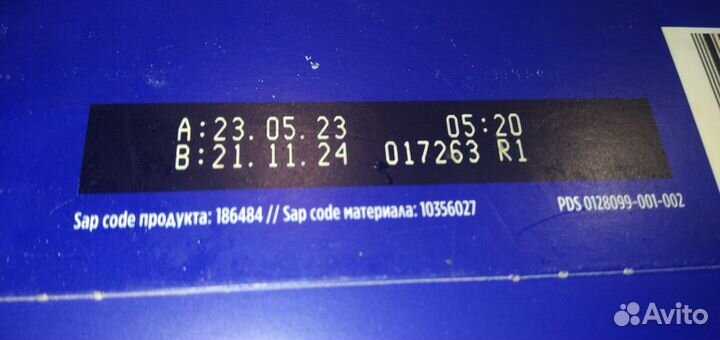 A:23.05.23 05:20
B:21.11.24 017263 R1
Sap code продукта: 186484 // Sap code материала: 10356027
PDS 0128099-001-002
Avito